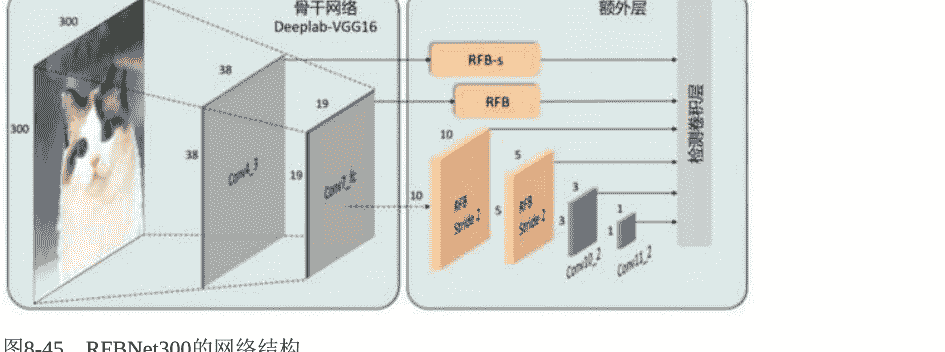 骨干网络
Deeplab-VGG16
额外层
300
300
38
38
Conv4_3
19
19
Conv7_fc
RFB-s
RFB
10
10
RFB
Stride 2
5
5
RFB
Stride 2
3
3
Conv10_2
1
1
Conv11_2
检测卷积层
图8-45 RFBNet300的网络结构